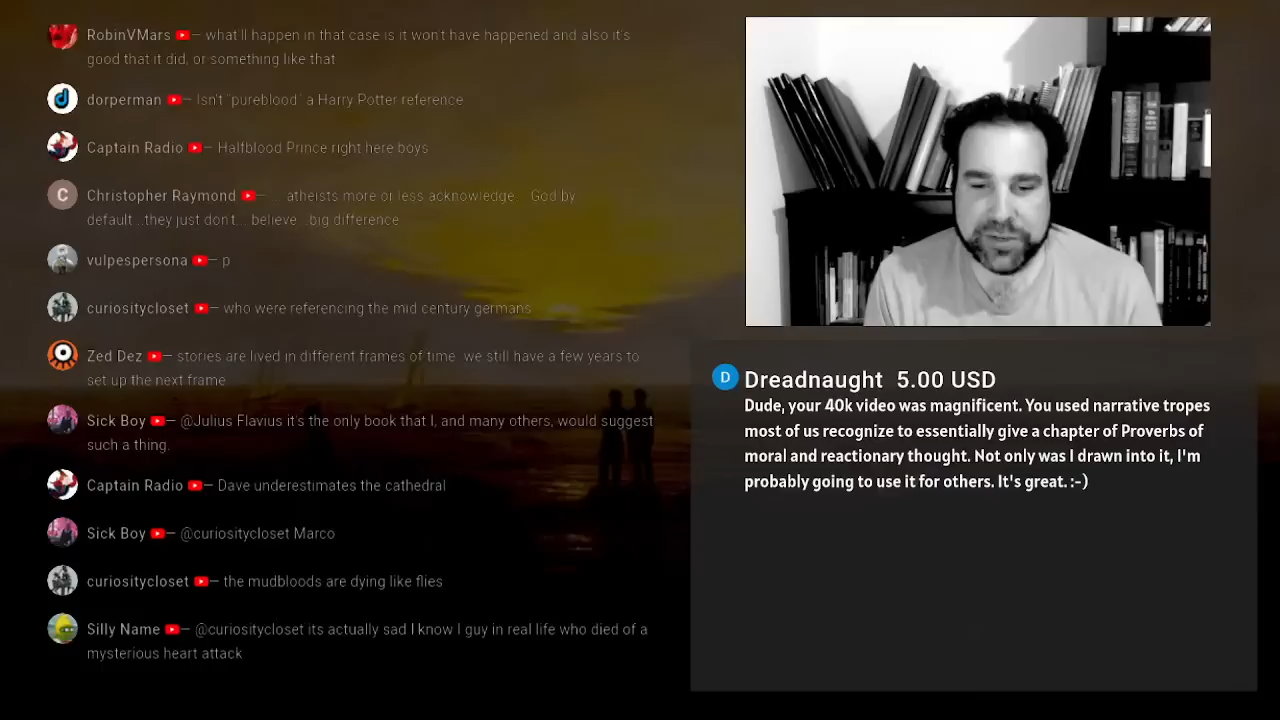 RobinVMars — what'll happen in that case is it won't have happened and also it's
good that it did, or something like that
dorperman — Isn't "pureblood" a Harry Potter reference
Captain Radio — Halfblood Prince right here boys
C
Christopher Raymond — ... atheists more or less acknowledge... God by
default...they just don't... believe...big difference
vulpespersona — p
curiositycloset — who were referencing the mid century germans
Zed Dez — stories are lived in different frames of time. we still have a few years to
set up the next frame
Sick Boy — @Julius Flavius it's the only book that I, and many others, would suggest
such a thing.
Captain Radio — Dave underestimates the cathedral
Sick Boy — @curiositycloset Marco
curiositycloset — the mudbloods are dying like flies
Silly Name — @curiositycloset its actually sad I know I guy in real life who died of a
mysterious heart attack
D
Dreadnaught 5.00 USD
Dude, your 40k video was magnificent. You used narrative tropes
most of us recognize to essentially give a chapter of Proverbs of
moral and reactionary thought. Not only was I drawn into it, I'm
probably going to use it for others. It's great. :-)